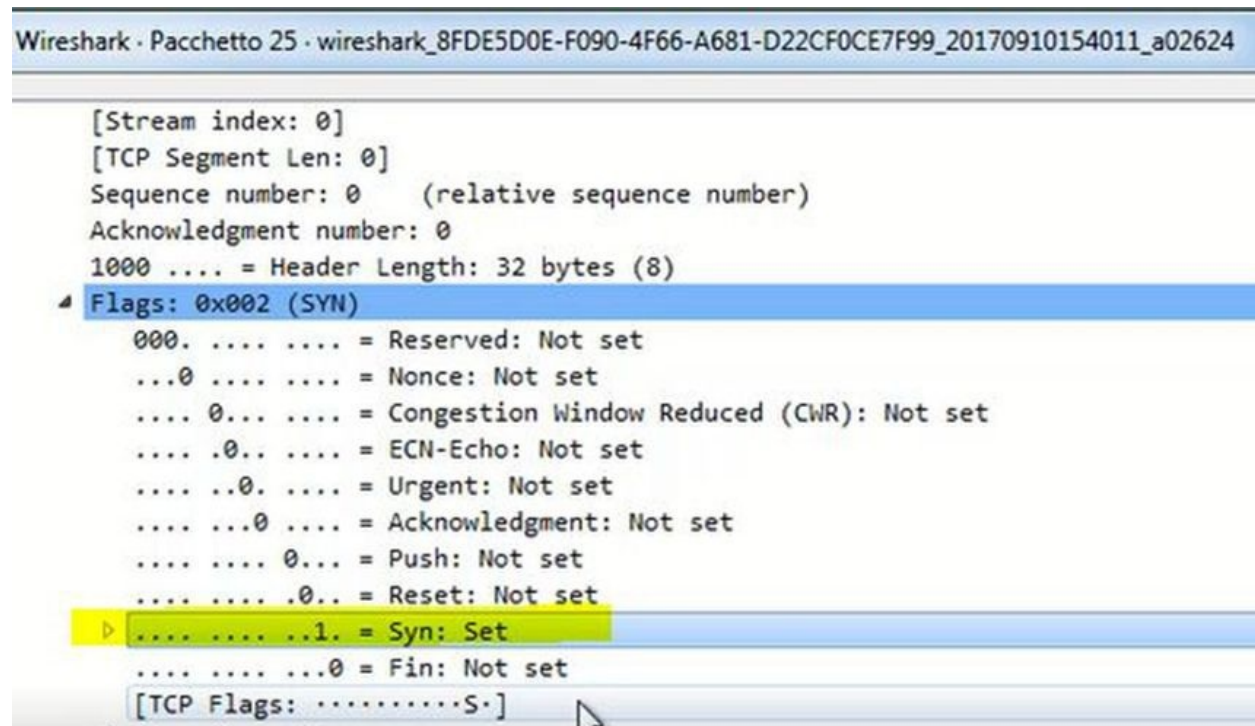 Wireshark · Pacchetto 25 · wireshark_8FDE5D0E-F090-4F66-A681-D22CF0CE7F99_20170910154011_a02624
[Stream index: 0]
[TCP Segment Len: 0]
Sequence number: 0 (relative sequence number)
Acknowledgment number: 0
1000 .... = Header Length: 32 bytes (8)
Flags: 0x002 (SYN)
000. .... .... = Reserved: Not set
...0 .... .... = Nonce: Not set
.... 0... .... = Congestion Window Reduced (CWR): Not set
.... .0.. .... = ECN-Echo: Not set
.... ..0. .... = Urgent: Not set
.... ...0 .... = Acknowledgment: Not set
.... .... 0... = Push: Not set
.... .... .0.. = Reset: Not set
.... .... ..1. = Syn: Set
.... .... ...0 = Fin: Not set
[TCP Flags: ··········S·]